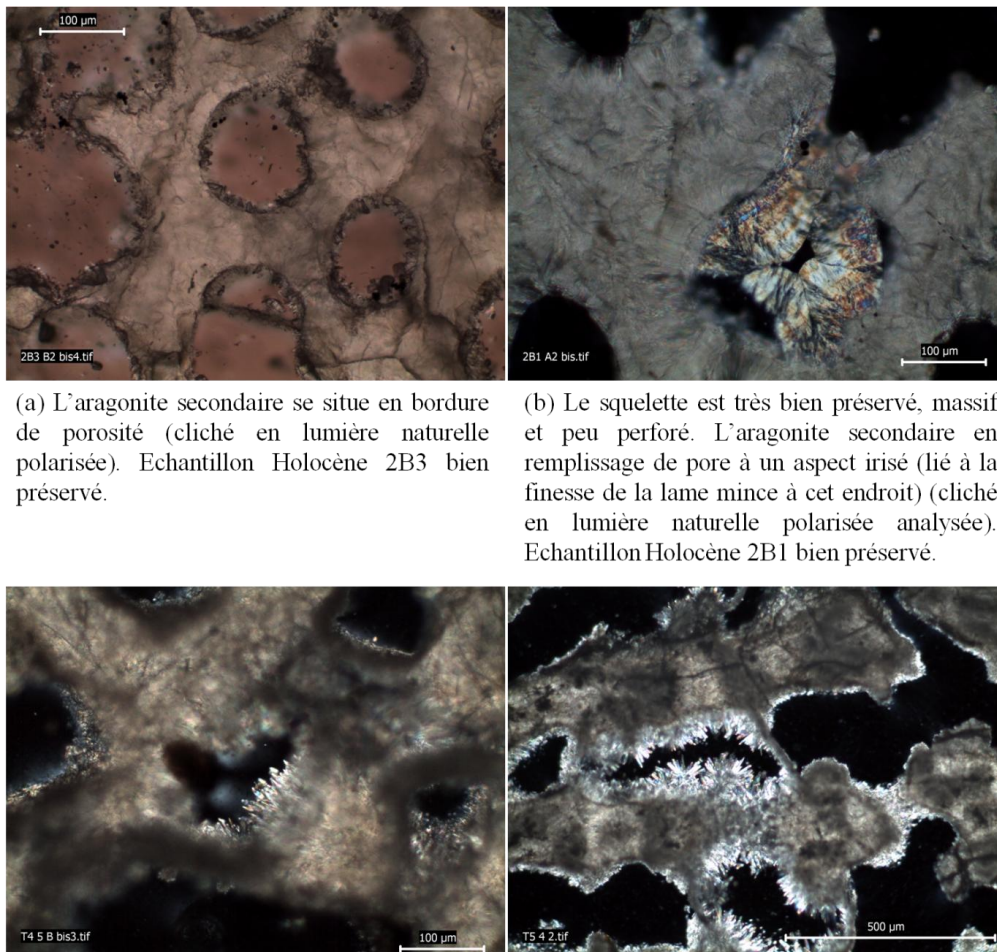 100 µm
2B3 B2 bis4.tif
2B1 A2 bis.tif
100 µm
(a) L'aragonite secondaire se situe en bordure
de porosité (cliché en lumière naturelle
polarisée). Echantillon Holocène 2B3 bien
préservé.
(b) Le squelette est très bien préservé, massif
et peu perforé. L'aragonite secondaire en
remplissage de pore à un aspect irisé (lié à la
finesse de la lame mince à cet endroit) (cliché
en lumière naturelle polarisée analysée).
Echantillon Holocène 2B1 bien préservé.
T4 5 B bis3.tif
100 µm
T5 4 2.tif
500 µm